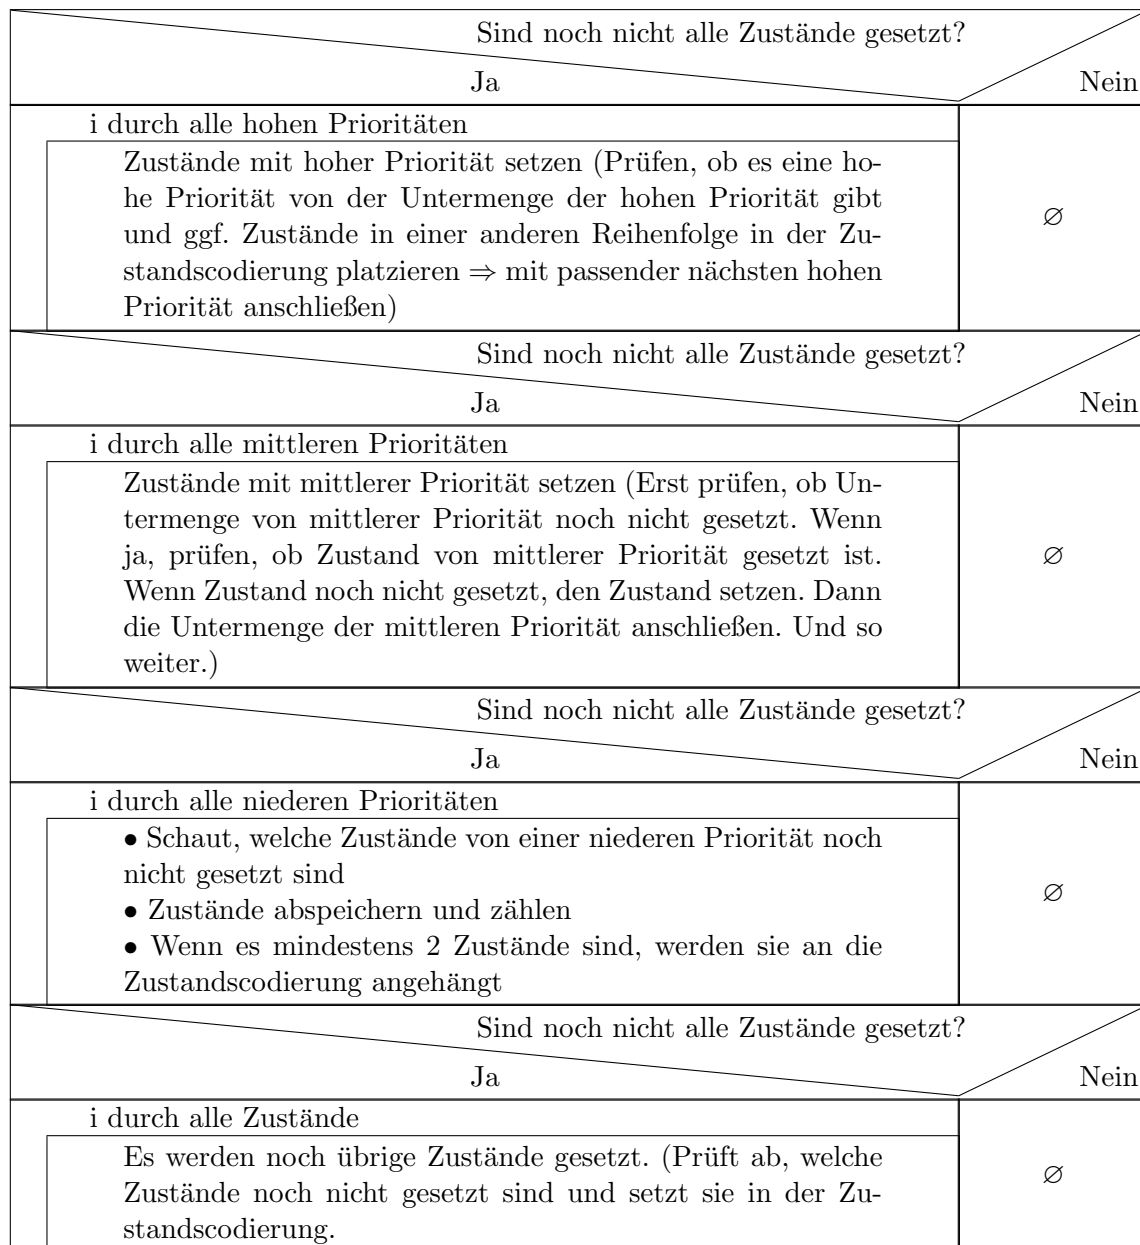 Sind noch nicht alle Zustände gesetzt?
Ja Nein
i durch alle hohen Prioritäten
Zustände mit hoher Priorität setzen (Prüfen, ob es eine ho-
he Priorität von der Untermenge der hohen Priorität gibt
und ggf. Zustände in einer anderen Reihenfolge in der Zu-
standscodierung platzieren ⇒ mit passender nächsten hohen
Priorität anschließen)
∅
Sind noch nicht alle Zustände gesetzt?
Ja Nein
i durch alle mittleren Prioritäten
Zustände mit mittlerer Priorität setzen (Erst prüfen, ob Un-
termenge von mittlerer Priorität noch nicht gesetzt. Wenn
ja, prüfen, ob Zustand von mittlerer Priorität gesetzt ist.
Wenn Zustand noch nicht gesetzt, den Zustand setzen. Dann
die Untermenge der mittleren Priorität anschließen. Und so
weiter.)
∅
Sind noch nicht alle Zustände gesetzt?
Ja Nein
i durch alle niederen Prioritäten
• Schaut, welche Zustände von einer niederen Priorität noch
nicht gesetzt sind
• Zustände abspeichern und zählen
• Wenn es mindestens 2 Zustände sind, werden sie an die
Zustandscodierung angehängt
∅
Sind noch nicht alle Zustände gesetzt?
Ja Nein
i durch alle Zustände
Es werden noch übrige Zustände gesetzt. (Prüft ab, welche
Zustände noch nicht gesetzt sind und setzt sie in der Zu-
standscodierung.
∅